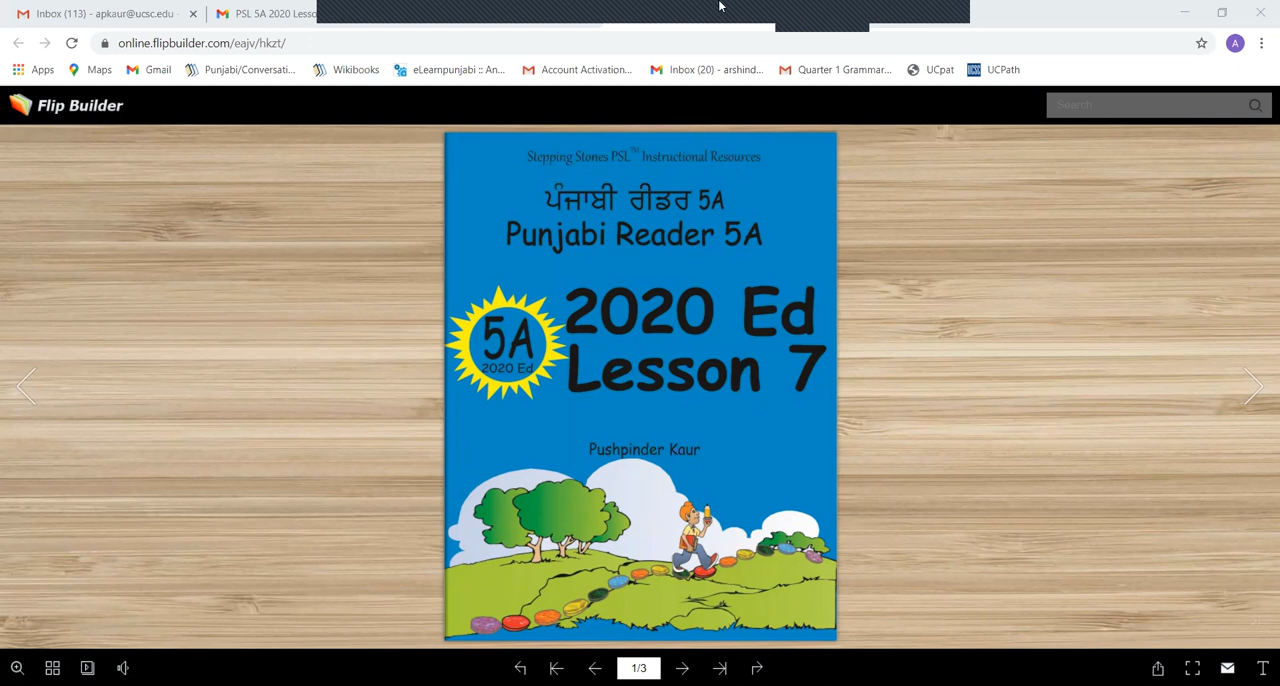 Inbox (113) - apkaur@ucsc.edu -
PSL 5A 2020 Lesso
online.flipbuilder.com/eajv/hkzt/
A
Apps
Maps
Gmail
Punjabi/Conversati...
Wikibooks
eLearnpunjabi :: An...
Account Activation...
Inbox (20) - arshind...
Quarter 1 Grammar...
UCpat
UCPath
Flip Builder
Search
Stepping Stones PSL™ Instructional Resources
ਪੰਜਾਬੀ ਰੀਡਰ 5A
Punjabi Reader 5A
2020 Ed
Lesson 7
5A
2020 Ed
Pushpinder Kaur
1/3